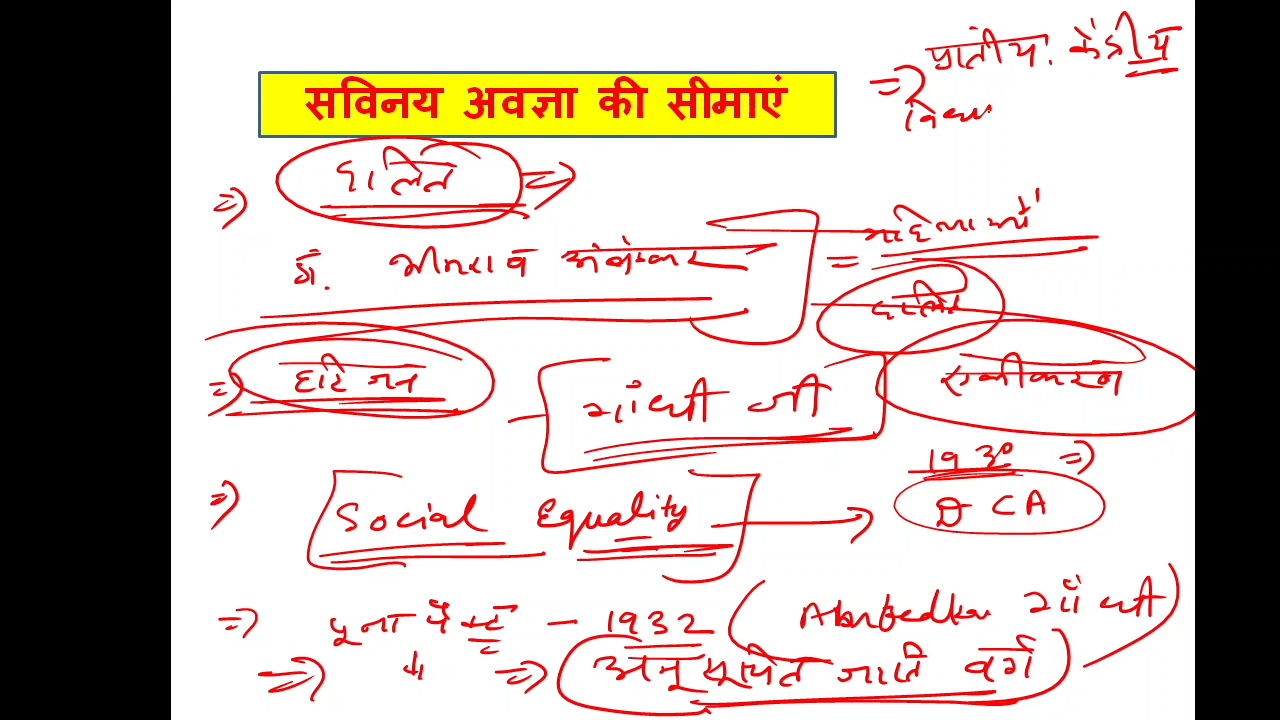 प्रांतीय. केंद्रीय
सविनय अवज्ञा की सीमाएं
=> विधा
=> दलित =>
डॉ. भीमराव अंबेडकर = महिलाओं
दलित
=> हरिजन - गांधी जी एकीकरण
1930 =>
=> Social Equality → DCA
=> पूना पैक्ट - 1932 (Ambedkar गांधी)
=> => अनुसूचित जाति वर्ग